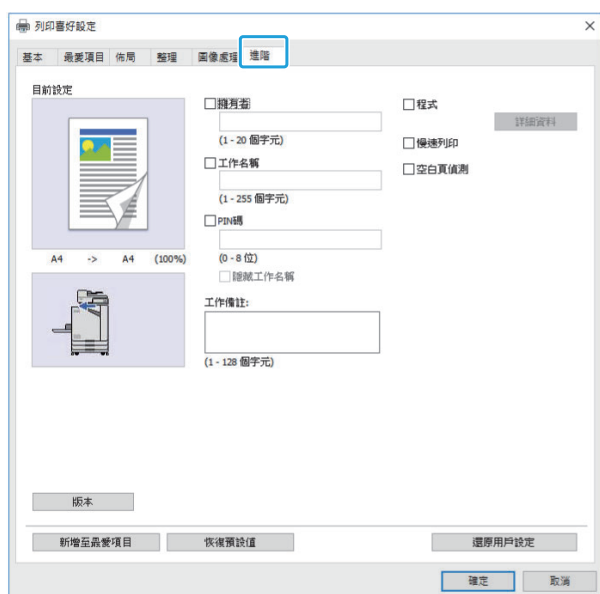 列印喜好設定
基本 最愛項目 佈局 整理 圖像處理 進階
目前設定
A4 -> A4 (100%)
擁有者
(1 - 20 個字元)
工作名稱
(1 - 255 個字元)
PIN碼
(0 - 8 位)
隱藏工作名稱
工作備註:
(1 - 128 個字元)
程式
詳細資料
慢速列印
空白頁偵測
版本
新增至最愛項目 恢復預設值 還原用戶設定
確定 取消